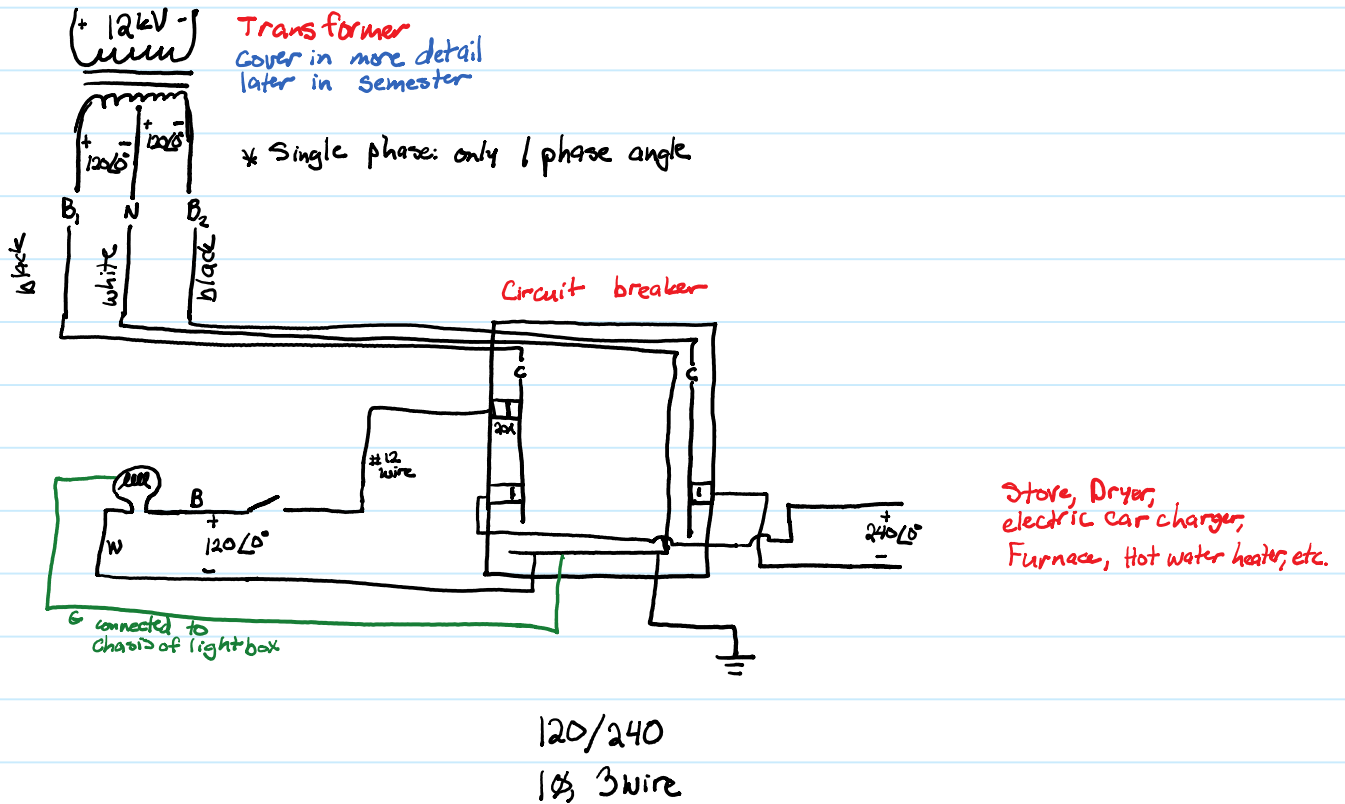 + 12kV -
Transformer
cover in more detail
later in semester
+ 120∠0° -
+ 120∠0° -
* Single phase: only 1 phase angle
B₁ N B₂
black
white
black
Circuit breaker
C
C
20A
#12
wire
B
+
120∠0°
-
W
+
240∠0°
-
Stove, Dryer,
electric car charger,
Furnace, Hot water heater, etc.
G connected to
Chasis of light box
120/240
1Ø, 3wire